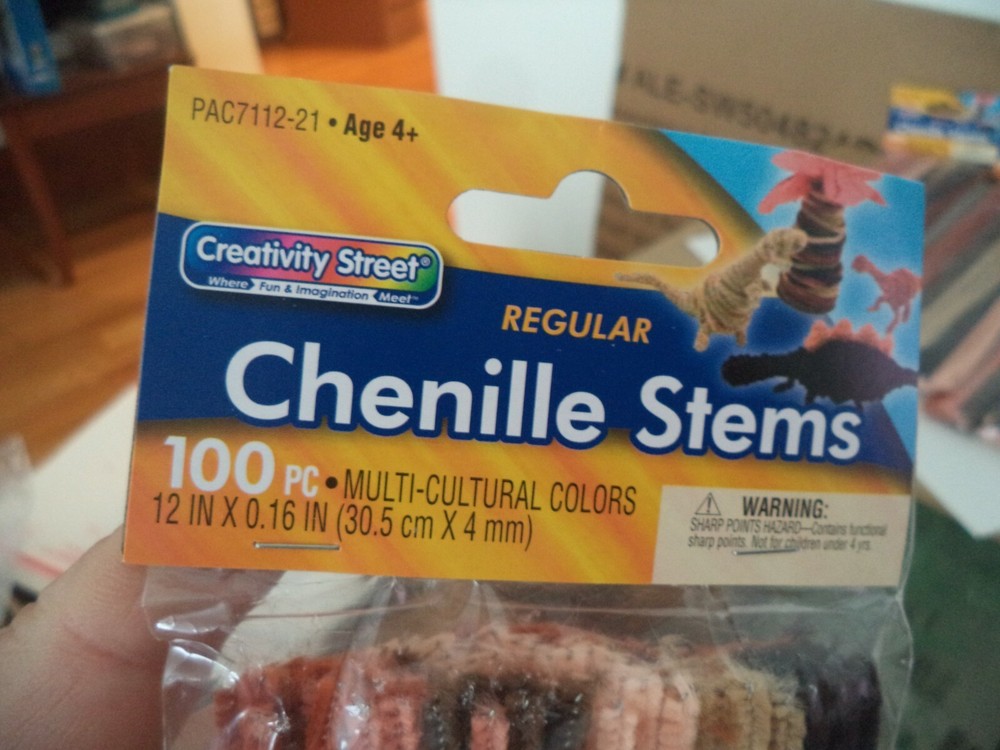 PAC7112-21 • Age 4+
Creativity Street®
Where Fun & Imagination Meet™
REGULAR
Chenille Stems
100 PC • MULTI-CULTURAL COLORS
12 IN X 0.16 IN (30.5 cm X 4 mm)
WARNING:
SHARP POINTS HAZARD—Contains functional
sharp points. Not for children under 4 yrs.